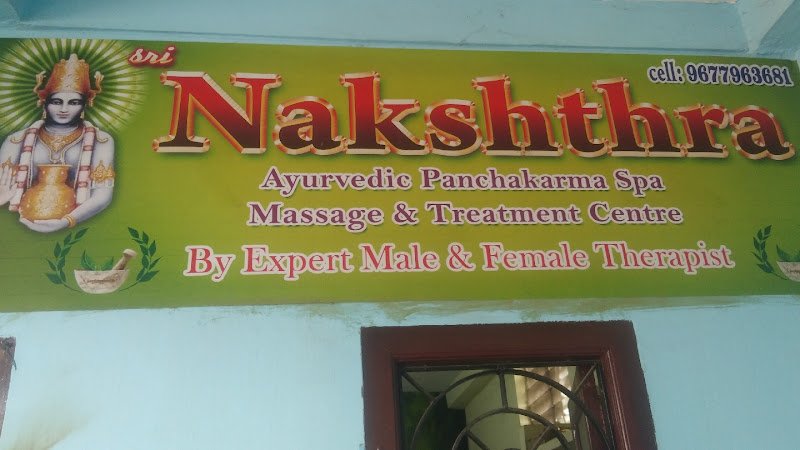 sri
cell: 9677963681
Nakshthra
Ayurvedic Panchakarma Spa
Massage & Treatment Centre
By Expert Male & Female Therapist